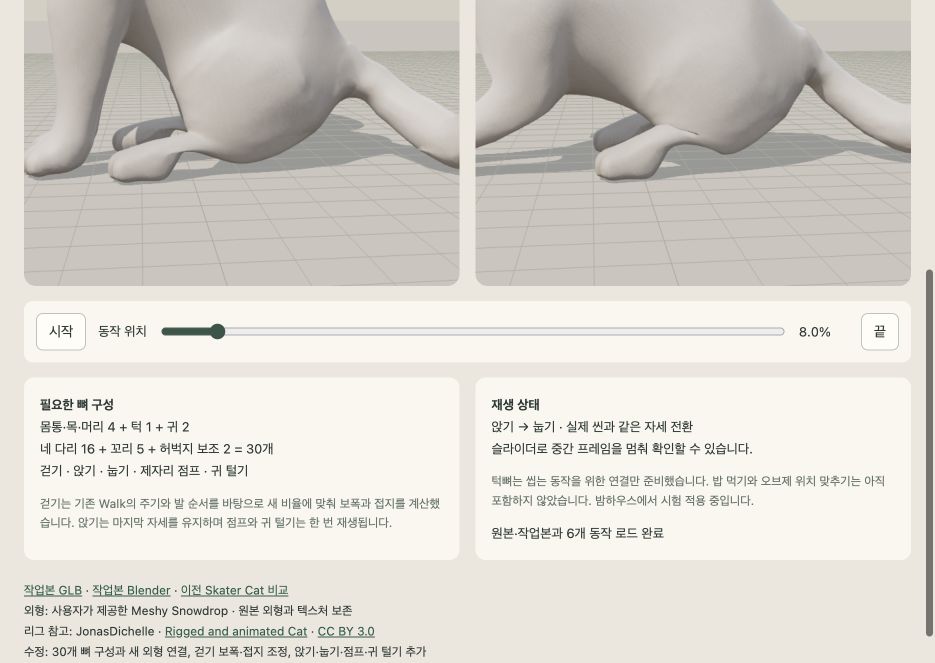 시작 동작 위치 8.0% 끝
필요한 뼈 구성
몸통·목·머리 4 + 턱 1 + 귀 2
네 다리 16 + 꼬리 5 + 허벅지 보조 2 = 30개
걷기 · 앉기 · 눕기 · 제자리 점프 · 귀 털기
걷기는 기존 Walk의 주기와 발 순서를 바탕으로 새 비율에 맞춰 보폭과 접지를 계산했
습니다. 앉기는 마지막 자세를 유지하며 점프와 귀 털기는 한 번 재생됩니다.
재생 상태
앉기 → 눕기 · 실제 씬과 같은 자세 전환
슬라이더로 중간 프레임을 멈춰 확인할 수 있습니다.
턱뼈는 씹는 동작을 위한 연결만 준비했습니다. 밥 먹기와 오브제 위치 맞추기는 아직
포함하지 않았습니다. 밤하우스에서 시험 적용 중입니다.
원본·작업본과 6개 동작 로드 완료
작업본 GLB · 작업본 Blender · 이전 Skater Cat 비교
외형: 사용자가 제공한 Meshy Snowdrop · 원본 외형과 텍스처 보존
리그 참고: JonasDichelle · Rigged and animated Cat · CC BY 3.0
수정: 30개 뼈 구성과 새 외형 연결, 걷기 보폭·접지 조정, 앉기·눕기·점프·귀 털기 추가